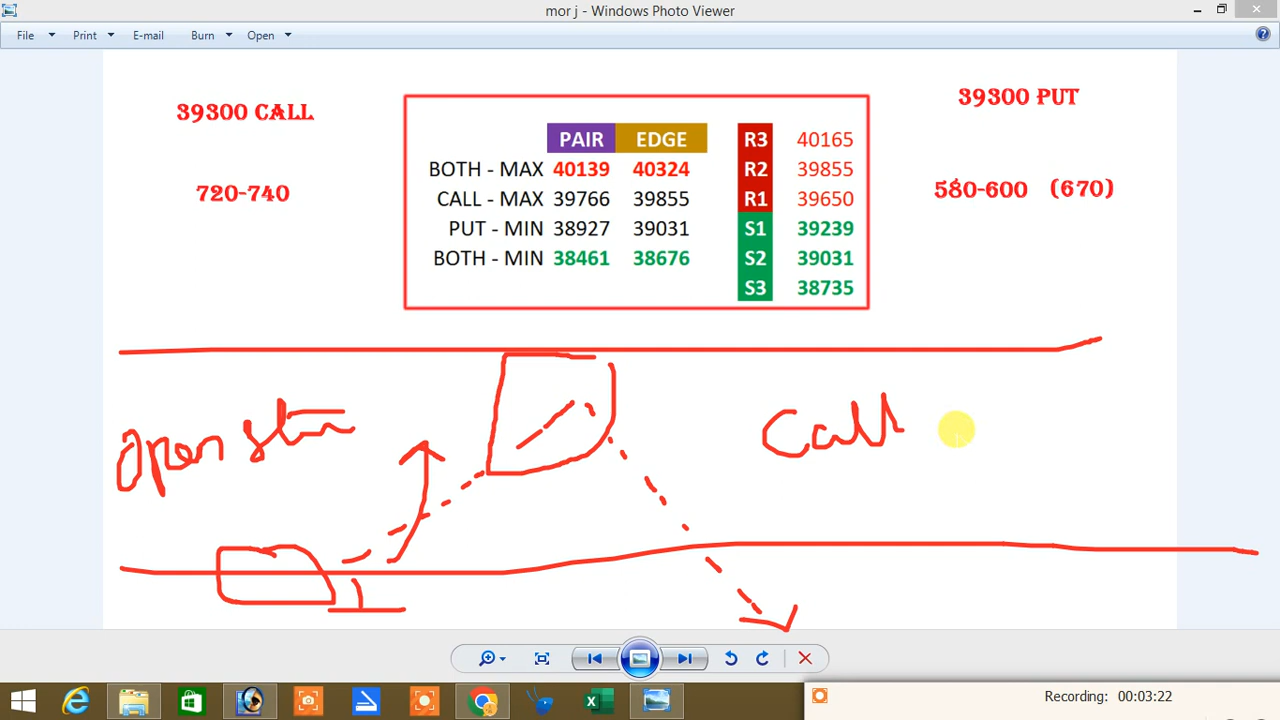 mor j - Windows Photo Viewer
File Print E-mail Burn Open
39300 CALL
720-740
PAIR EDGE
BOTH - MAX 40139 40324
CALL - MAX 39766 39855
PUT - MIN 38927 39031
BOTH - MIN 38461 38676
R3 40165
R2 39855
R1 39650
S1 39239
S2 39031
S3 38735
39300 PUT
580-600 (670)
Open
Call
Recording: 00:03:22